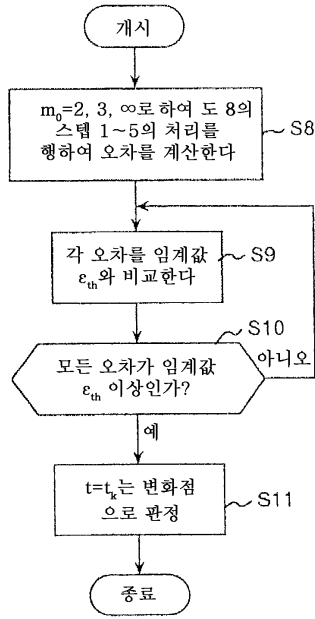 개시
m₀=2, 3, ∞로하여 도 8의
스텝 1~5의 처리를
행하여 오차를 계산한다
S8
각 오차를 임계값
εth와 비교한다
S9
S10
모든 오차가 임계값
εth 이상인가?
아니오
예
t=tk는 변화점
으로 판정
S11
종료